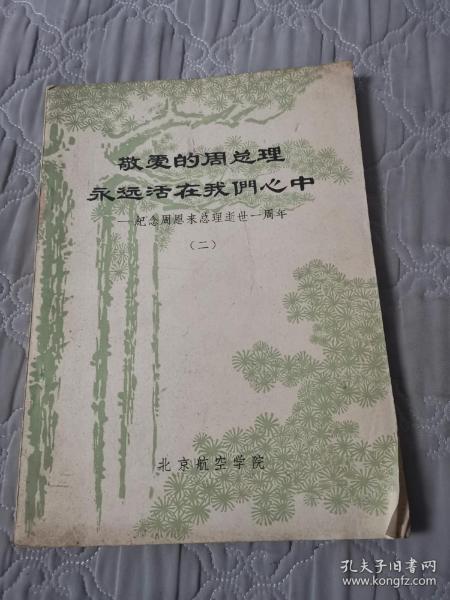 敬爱的周总理
永远活在我們心中
——纪念周恩来总理逝世一周年
（二）
北京航空学院
孔夫子旧书网
www.kongfz.com